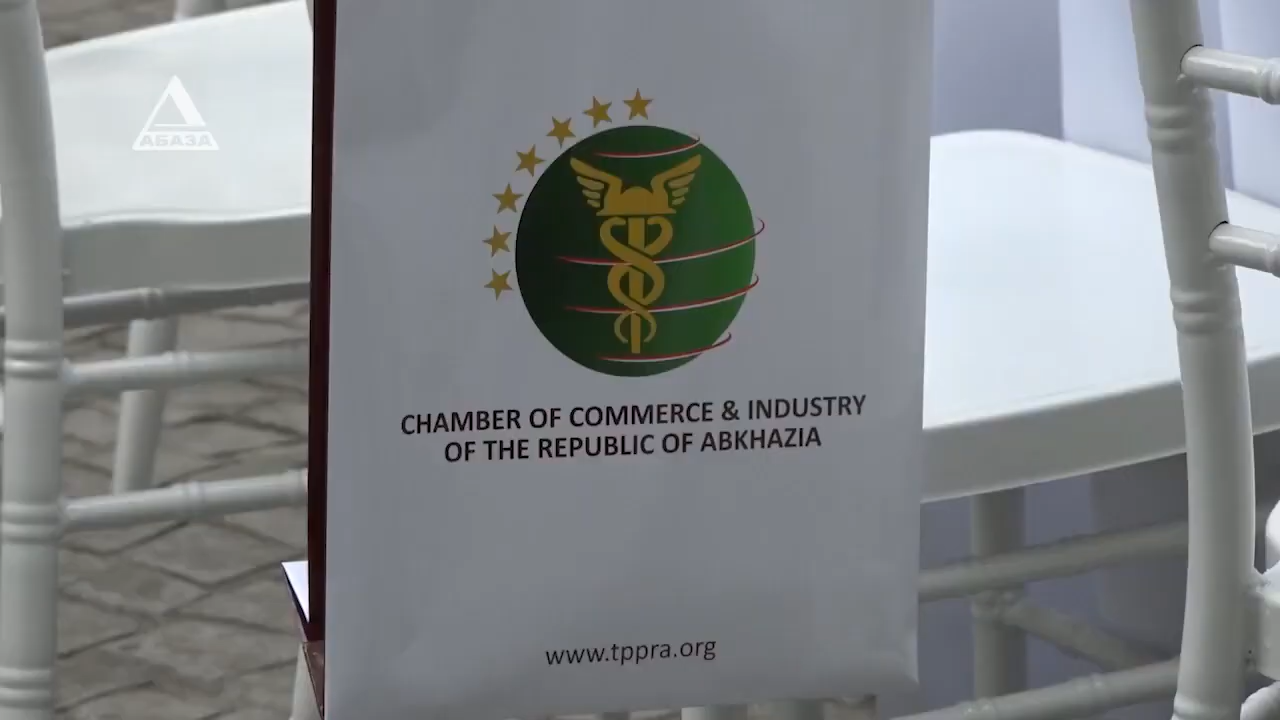 АБАЗА
CHAMBER OF COMMERCE & INDUSTRY
OF THE REPUBLIC OF ABKHAZIA
www.tppra.org